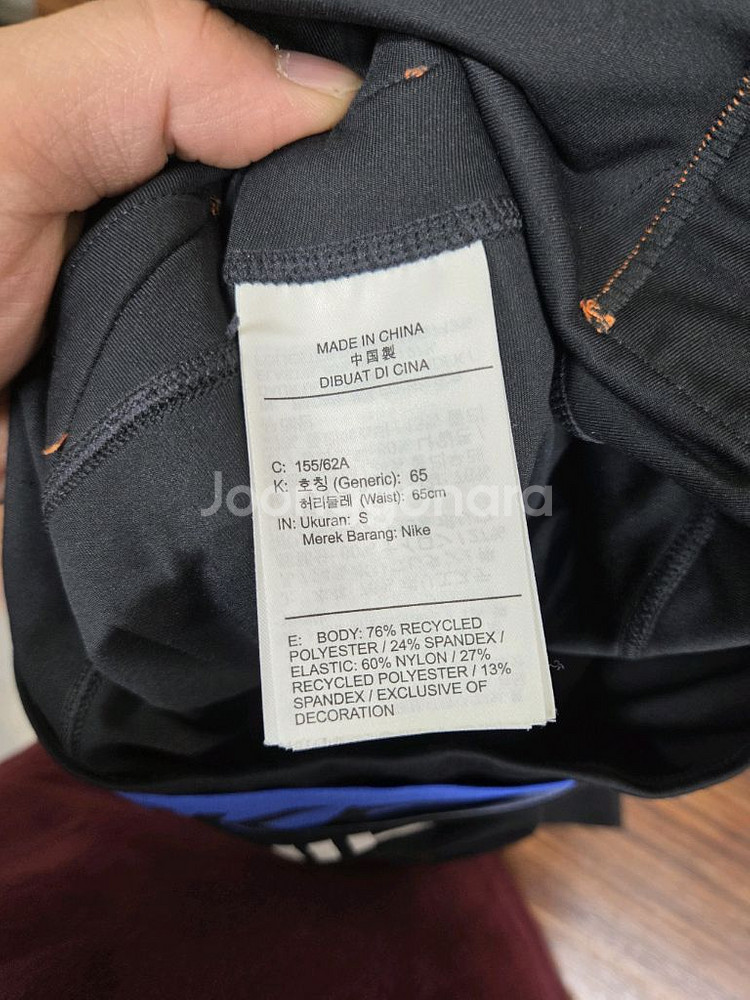 MADE IN CHINA
中国製
DIBUAT DI CINA
C: 155/62A
K: 호칭 (Generic): 65
허리둘레 (Waist): 65cm
IN: Ukuran: S
Merek Barang: Nike
Joonggonara
E: BODY: 76% RECYCLED
POLYESTER / 24% SPANDEX /
ELASTIC: 60% NYLON / 27%
RECYCLED POLYESTER / 13%
SPANDEX / EXCLUSIVE OF
DECORATION